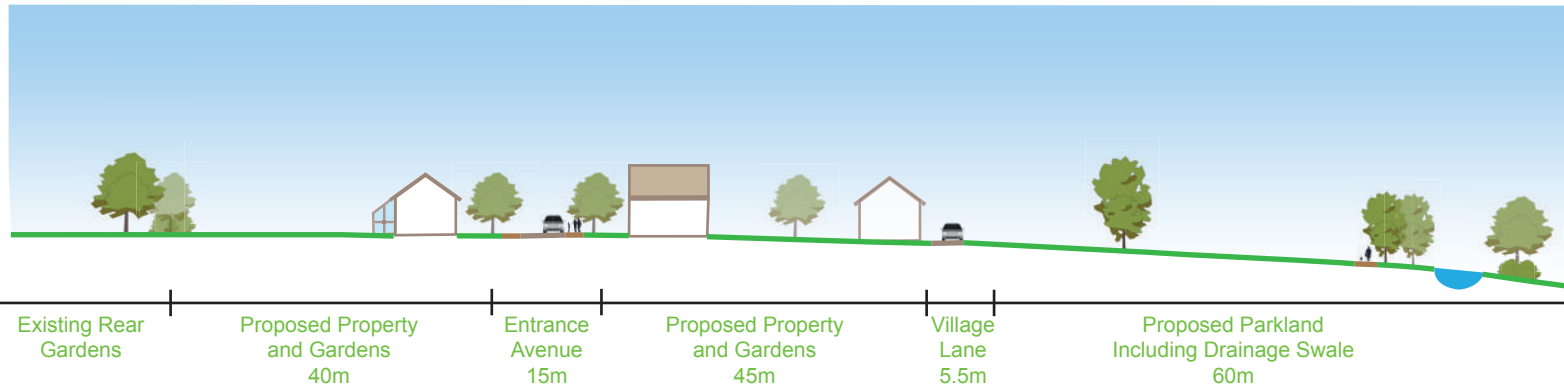 Existing Rear
Gardens
Proposed Property
and Gardens
40m
Entrance
Avenue
15m
Proposed Property
and Gardens
45m
Village
Lane
5.5m
Proposed Parkland
Including Drainage Swale
60m